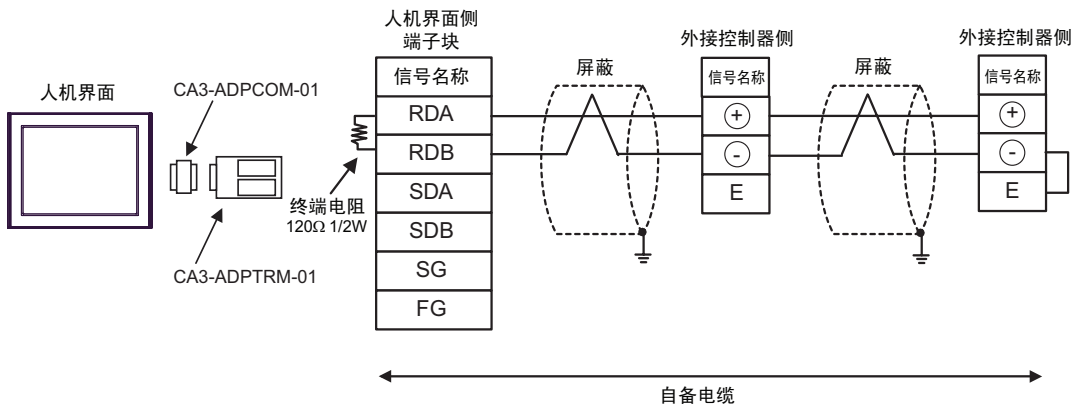 人机界面
CA3-ADPCOM-01
CA3-ADPTRM-01
终端电阻
120Ω 1/2W
人机界面侧
端子块
信号名称
RDA
RDB
SDA
SDB
SG
FG
屏蔽
外接控制器侧
信号名称
+
-
E
屏蔽
外接控制器侧
信号名称
+
-
E
自备电缆